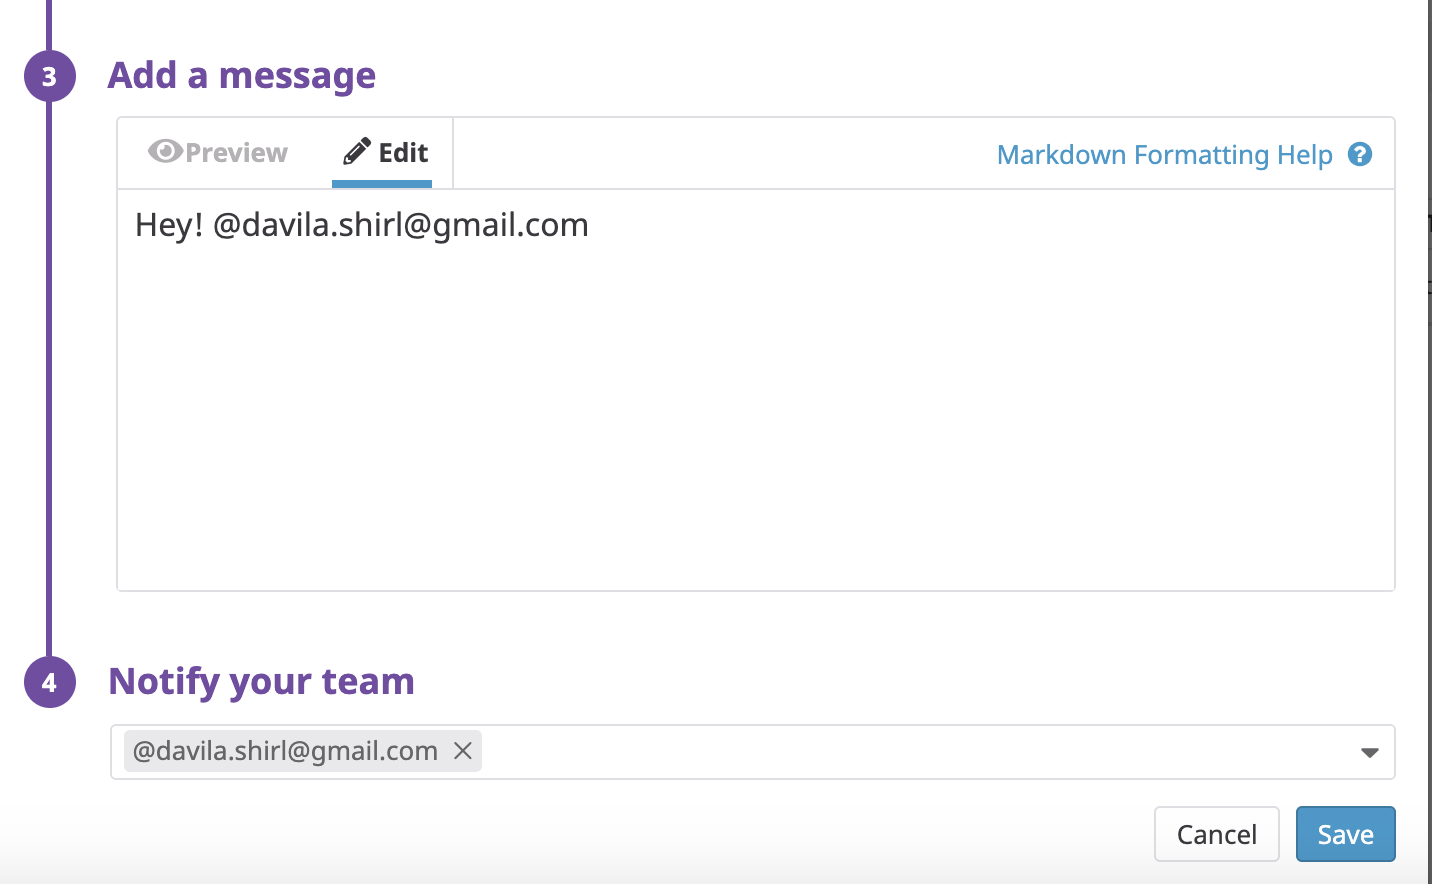 3 Add a message
Preview Edit Markdown Formatting Help ?
Hey! @davila.shirl@gmail.com
4 Notify your team
@davila.shirl@gmail.com
Cancel Save